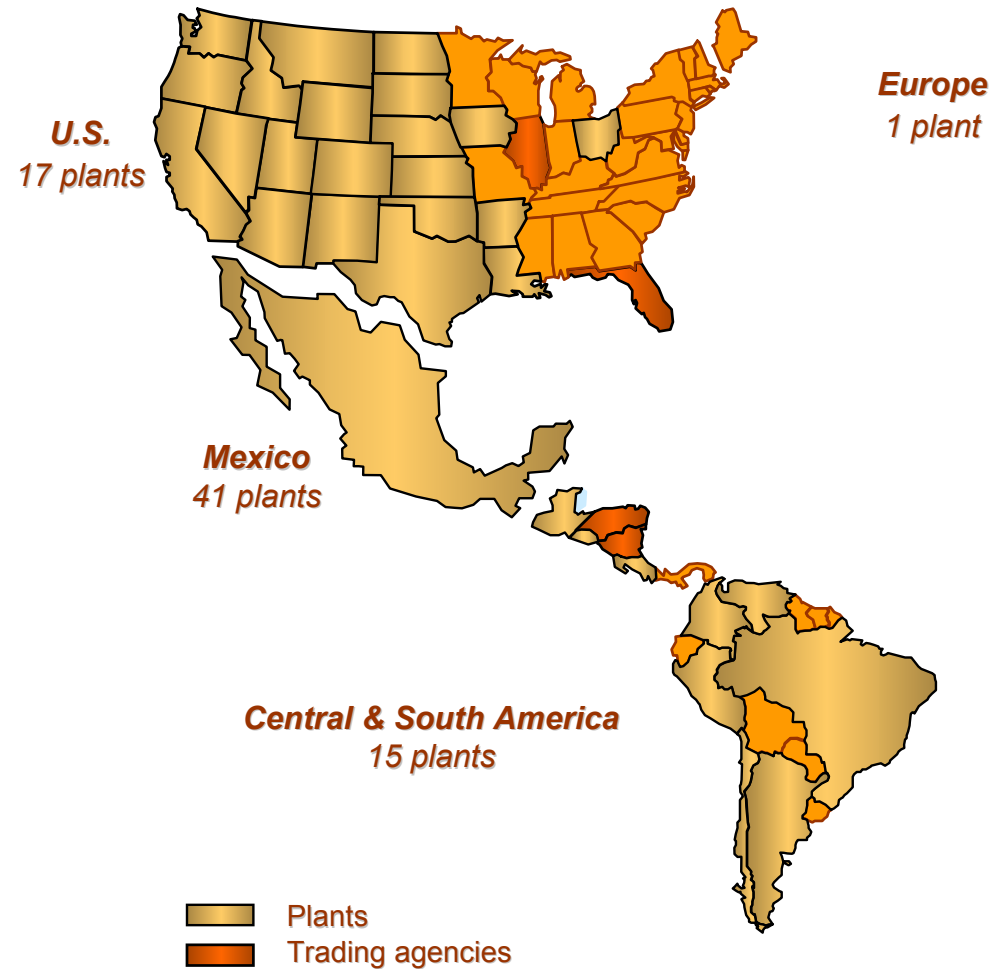 U.S.
17 plants
Europe
1 plant
Mexico
41 plants
Central & South America
15 plants
Plants
Trading agencies